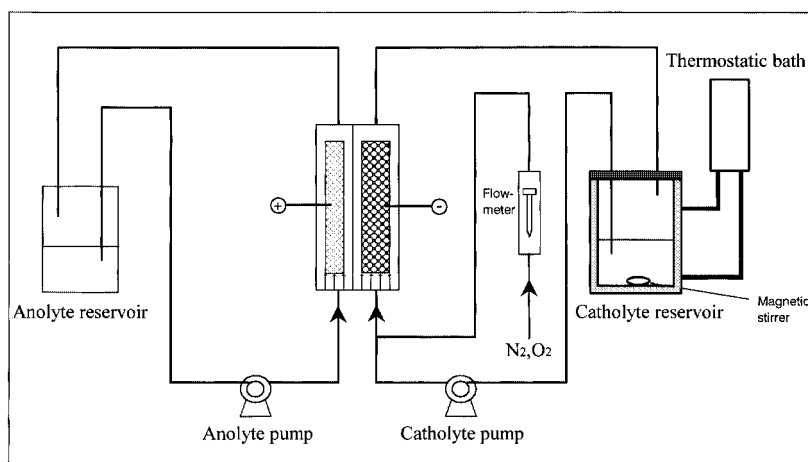 Thermostatic bath
Flow-
meter
+
-
Anolyte reservoir
Catholyte reservoir
Magnetic
stirrer
N2,O2
Anolyte pump
Catholyte pump